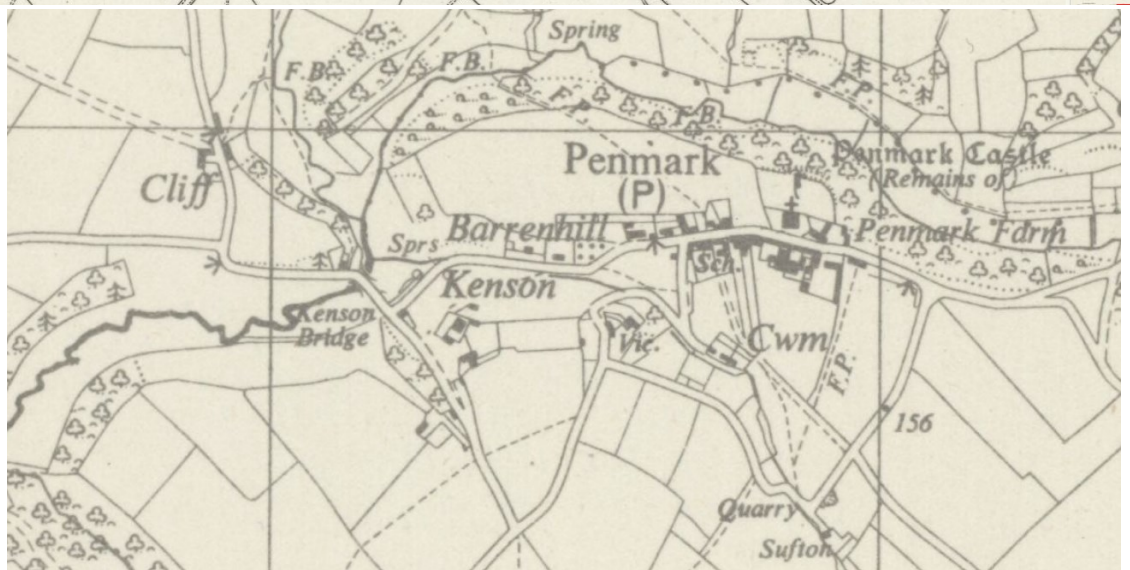 Spring
F.B.
F.B.
F.P.
F.P.
F.B.
Penmark
(P)
Penmark Castle
(Remains of)
Cliff
Barrenhill
Sprs
Penmark Farm
Sch.
Kenson
Kenson
Bridge
Vic.
Cwm
F.P.
156
Quarry
Sufton